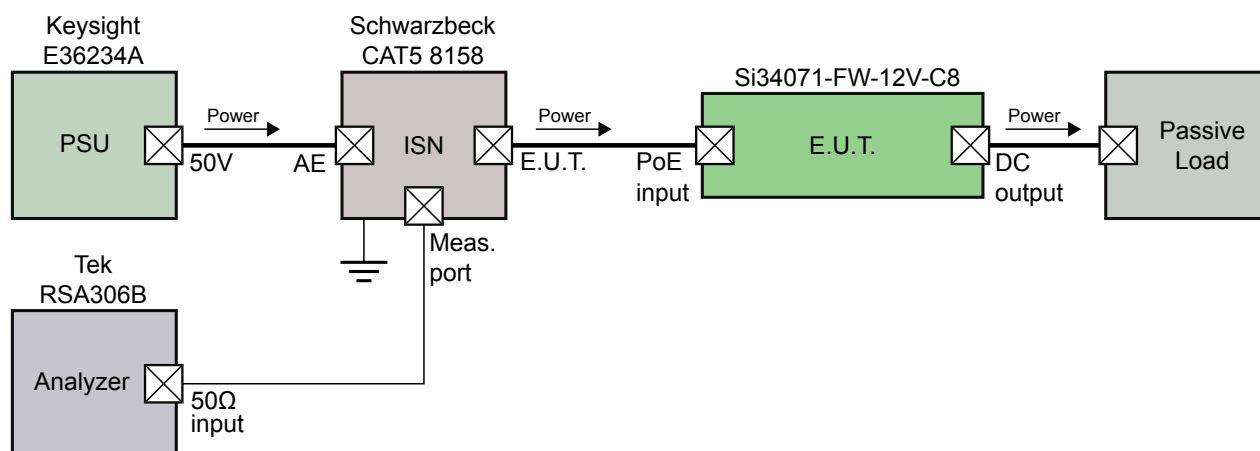 Keysight
E36234A
PSU
Power
50V
Schwarzbeck
CAT5 8158
AE
ISN
E.U.T.
Meas.
port
Power
Si34071-FW-12V-C8
PoE
input
E.U.T.
DC
output
Power
Passive
Load
Tek
RSA306B
Analyzer
50Ω
input